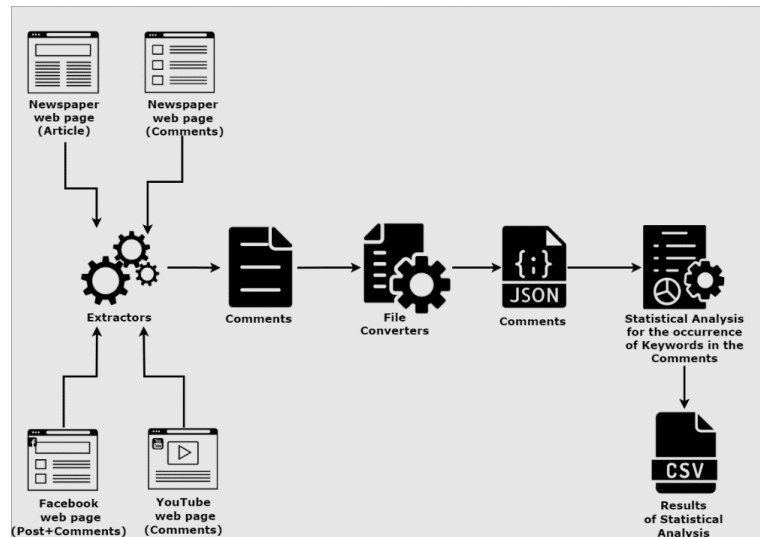 Newspaper
web page
(Article)
Newspaper
web page
(Comments)
Extractors
Comments
File
Converters
{;}
JSON
Comments
Statistical Analysis
for the occurrence
of Keywords in the
Comments
Facebook
web page
(Post+Comments)
YouTube
web page
(Comments)
CSV
Results
of Statistical
Analysis